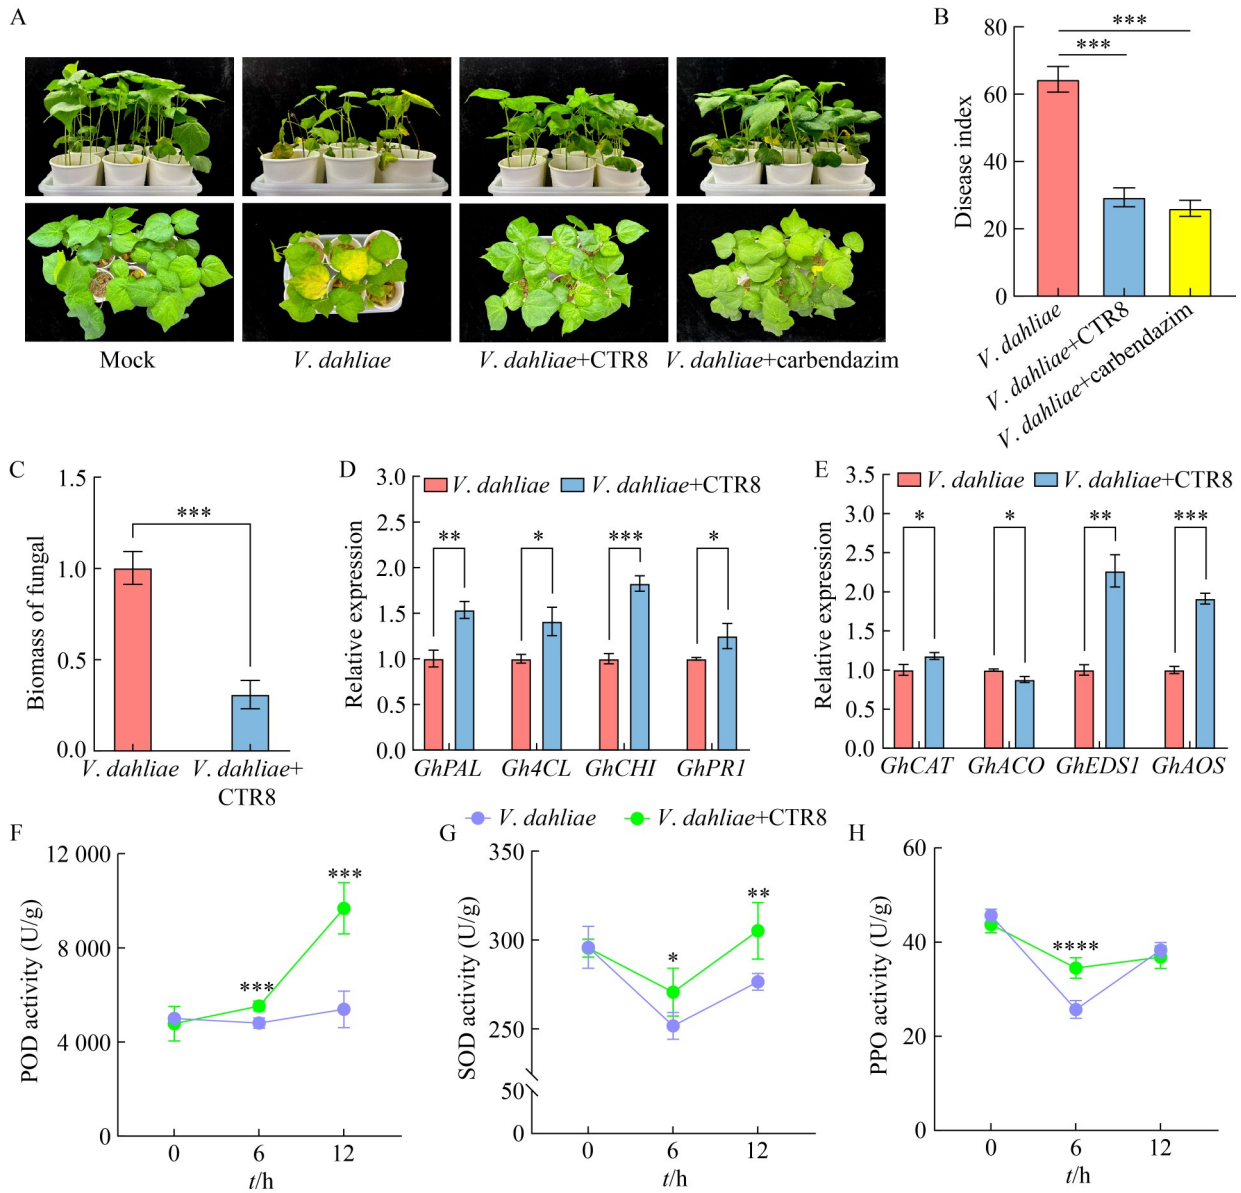 A
Mock
V. dahliae
V. dahliae+CTR8
V. dahliae+carbendazim
B
Disease index
80
60
40
20
0
***
***
V. dahliae
V. dahliae+CTR8
V. dahliae+carbendazim
C
Biomass of fungal
1.5
1.0
0.5
0.0
***
V. dahliae
V. dahliae+
CTR8
D
Relative expression
3.0
2.5
2.0
1.5
1.0
0.5
0.0
V. dahliae
V. dahliae+CTR8
**
*
***
*
GhPAL
Gh4CL
GhCHI
GhPR1
E
Relative expression
3.5
3.0
2.5
2.0
1.5
1.0
0.5
0.0
V. dahliae
V. dahliae+CTR8
*
*
**
***
GhCAT
GhACO
GhEDS1
GhAOS
V. dahliae
V. dahliae+CTR8
F
POD activity (U/g)
12 000
8 000
4 000
0
***
***
0
6
12
t/h
G
SOD activity (U/g)
350
300
250
50
0
*
**
0
6
12
t/h
H
PPO activity (U/g)
60
40
20
0
****
0
6
12
t/h